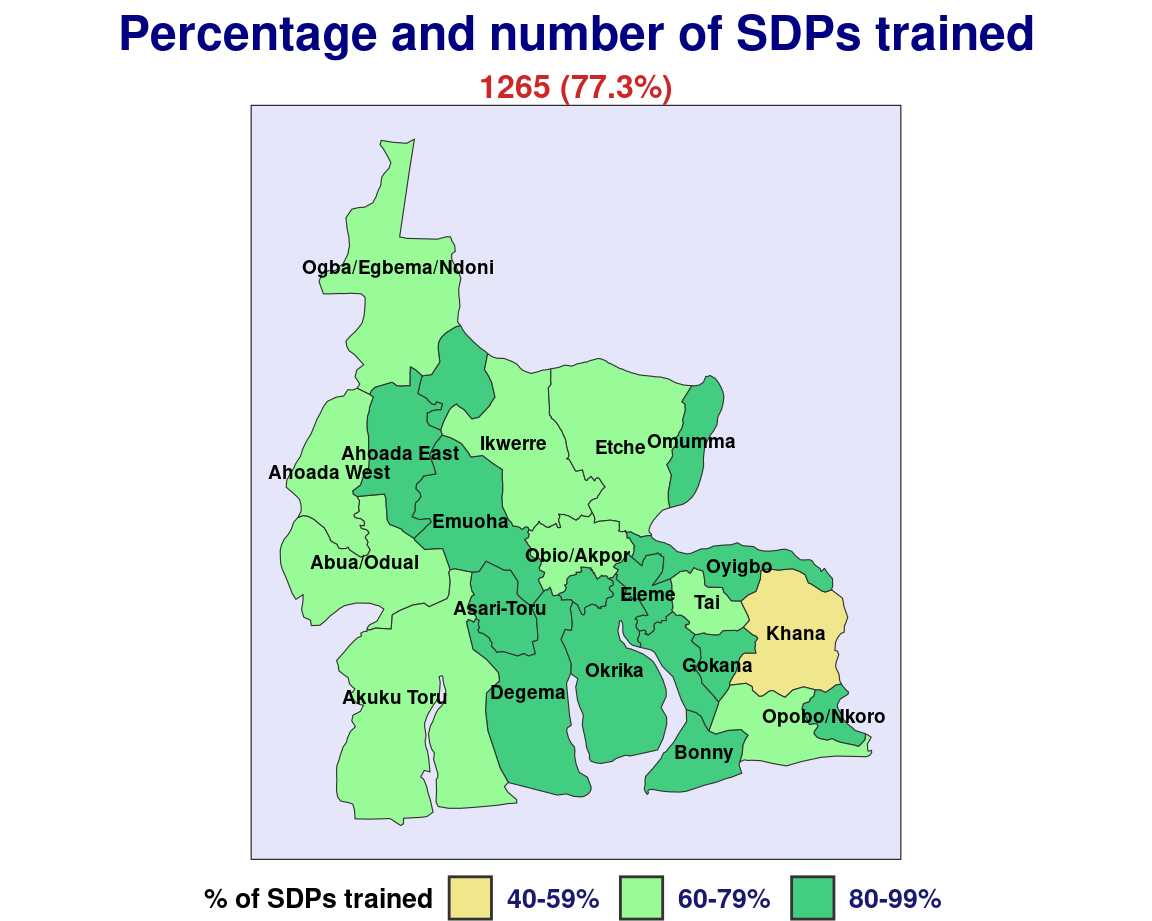 Percentage and number of SDPs trained
1265 (77.3%)
Ogba/Egbema/Ndoni
Ikwerre
Etche
Omumma
Ahoada East
Ahoada West
Emuoha
Obio/Akpor
Abua/Odual
Oyigbo
Eleme
Tai
Asari-Toru
Khana
Gokana
Okrika
Degema
Akuku Toru
Opobo/Nkoro
Bonny
% of SDPs trained 40-59% 60-79% 80-99%